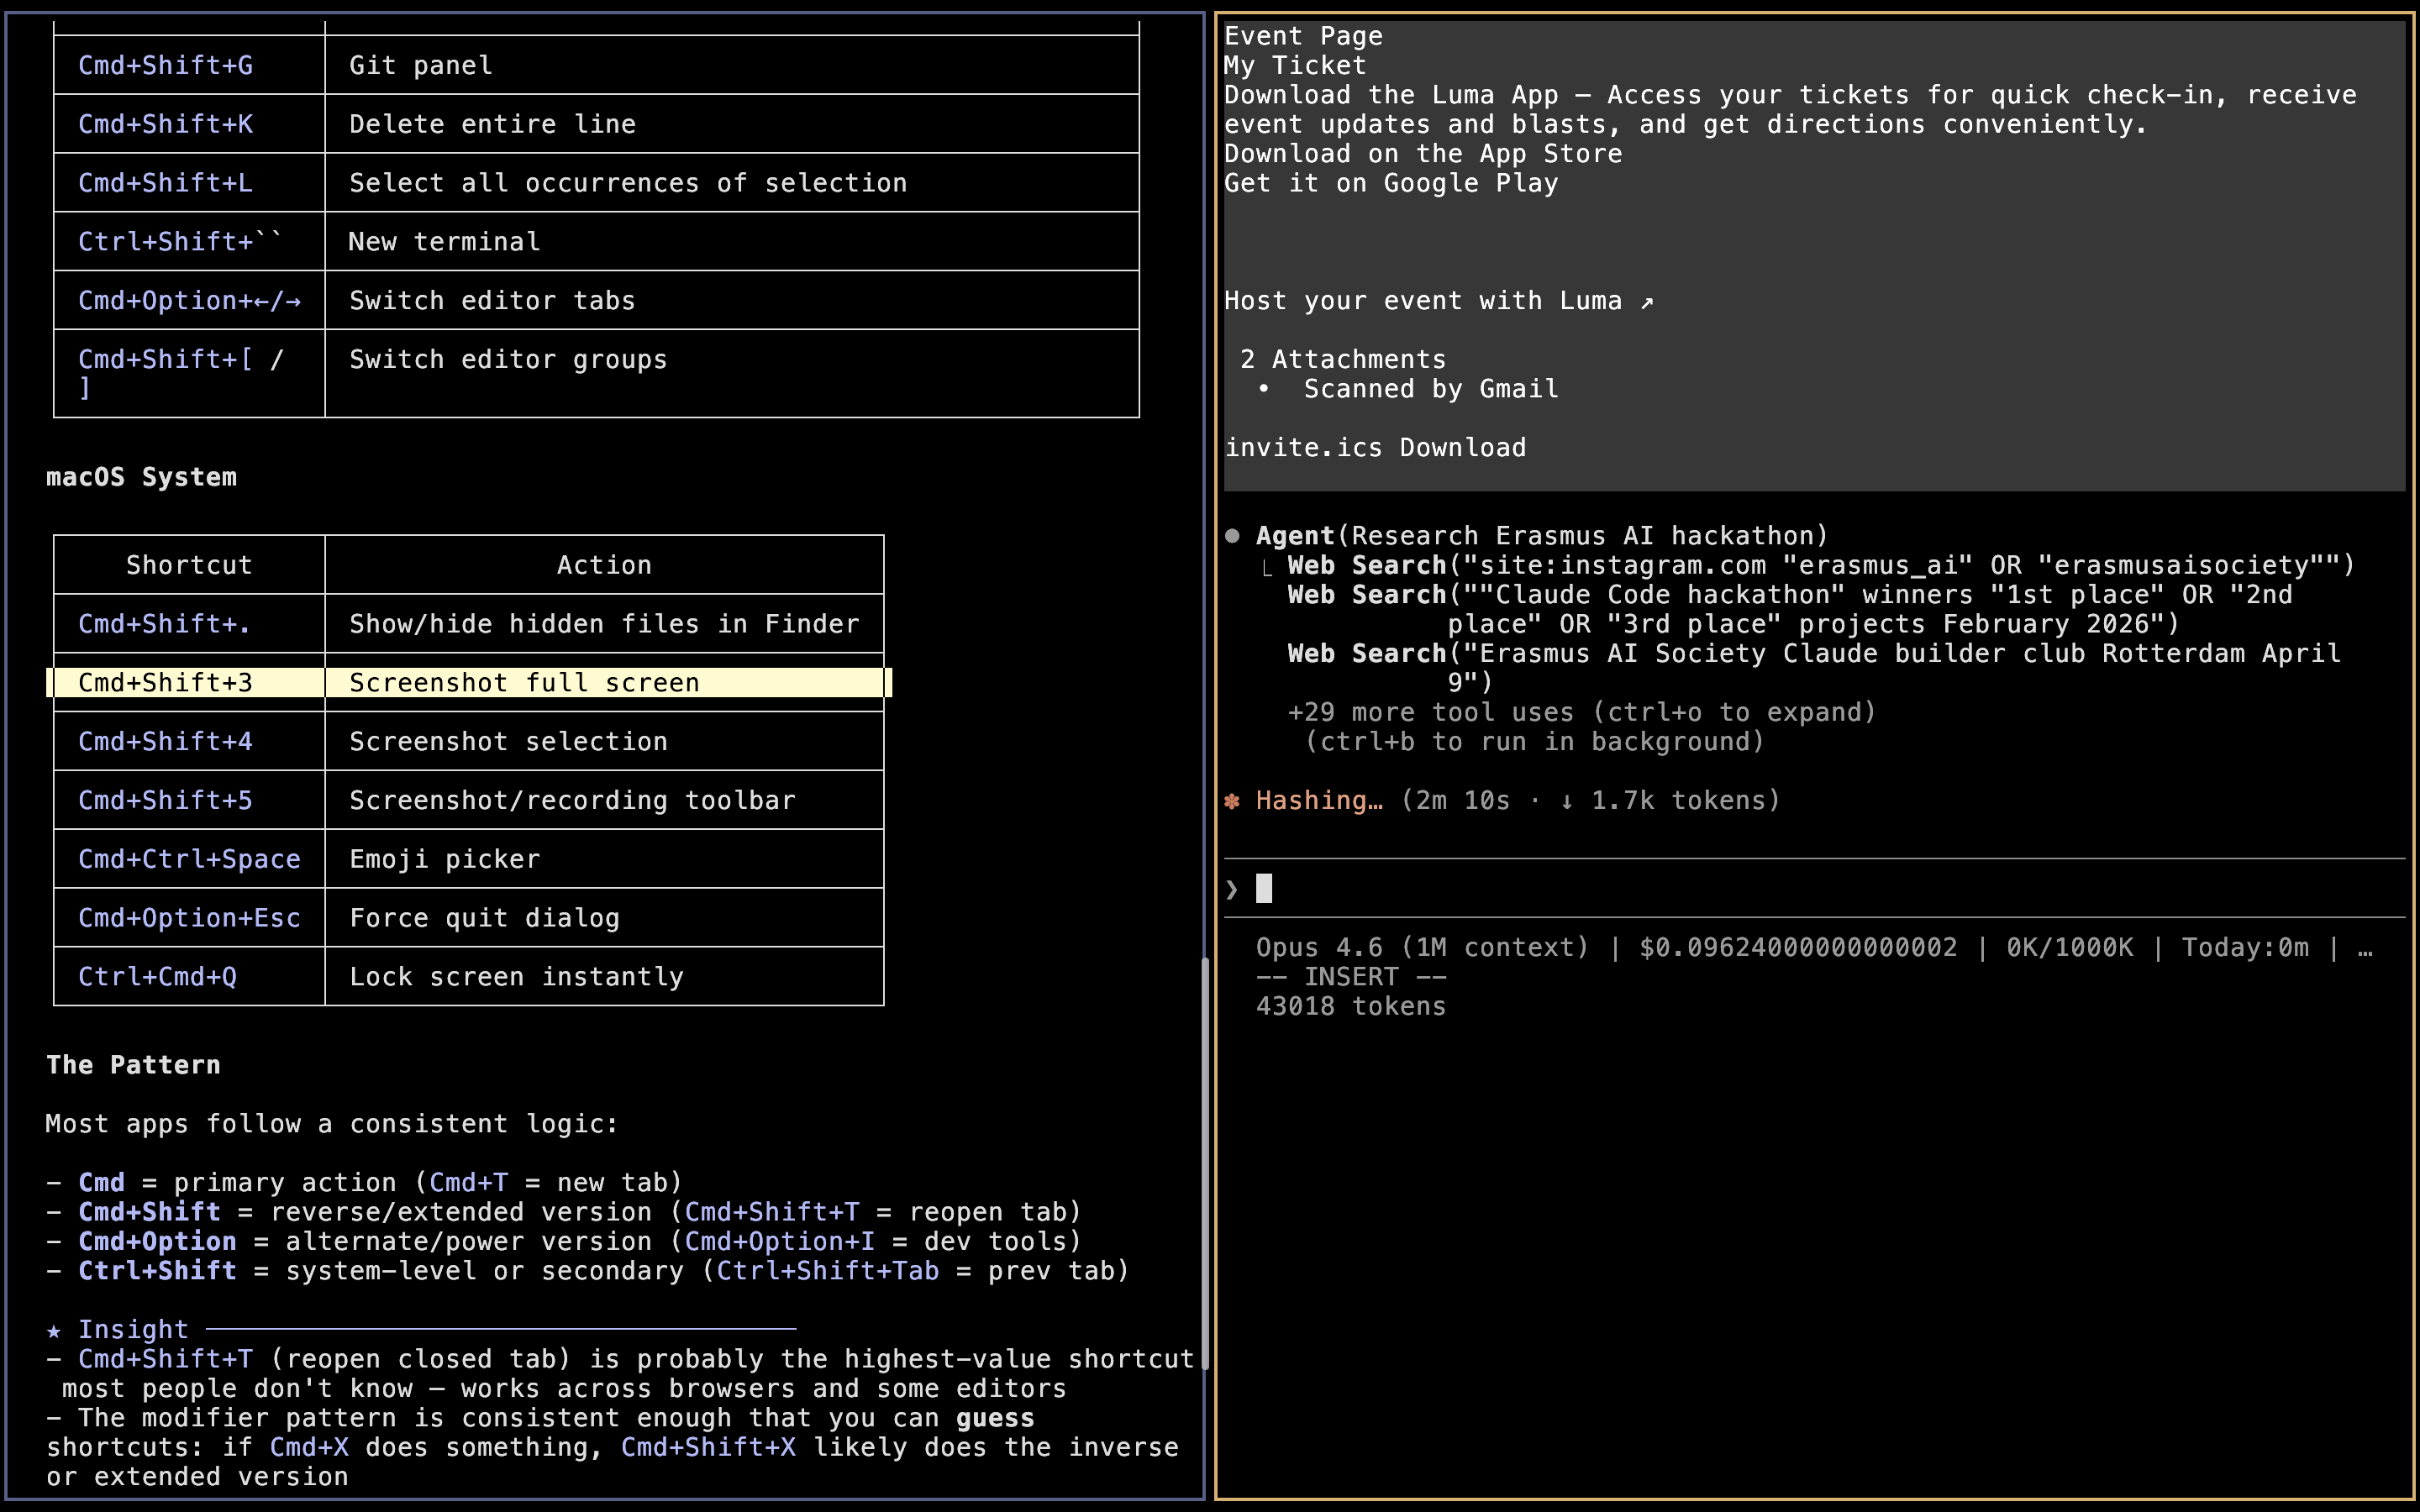 Cmd+Shift+G Git panel
Cmd+Shift+K Delete entire line
Cmd+Shift+L Select all occurrences of selection
Ctrl+Shift+`` New terminal
Cmd+Option+←/→ Switch editor tabs
Cmd+Shift+[ / Switch editor groups
]
macOS System
Shortcut Action
Cmd+Shift+. Show/hide hidden files in Finder
Cmd+Shift+3 Screenshot full screen
Cmd+Shift+4 Screenshot selection
Cmd+Shift+5 Screenshot/recording toolbar
Cmd+Ctrl+Space Emoji picker
Cmd+Option+Esc Force quit dialog
Ctrl+Cmd+Q Lock screen instantly
The Pattern
Most apps follow a consistent logic:
- Cmd = primary action (Cmd+T = new tab)
- Cmd+Shift = reverse/extended version (Cmd+Shift+T = reopen tab)
- Cmd+Option = alternate/power version (Cmd+Option+I = dev tools)
- Ctrl+Shift = system-level or secondary (Ctrl+Shift+Tab = prev tab)
★ Insight ─────────────────────────────────────
- Cmd+Shift+T (reopen closed tab) is probably the highest-value shortcut
most people don't know — works across browsers and some editors
- The modifier pattern is consistent enough that you can guess
shortcuts: if Cmd+X does something, Cmd+Shift+X likely does the inverse
or extended version
Event Page
My Ticket
Download the Luma App — Access your tickets for quick check-in, receive
event updates and blasts, and get directions conveniently.
Download on the App Store
Get it on Google Play
Host your event with Luma ↗
2 Attachments
• Scanned by Gmail
invite.ics Download
● Agent(Research Erasmus AI hackathon)
⎿ Web Search("site:instagram.com "erasmus_ai" OR "erasmusaisociety"")
Web Search(""Claude Code hackathon" winners "1st place" OR "2nd
place" OR "3rd place" projects February 2026")
Web Search("Erasmus AI Society Claude builder club Rotterdam April
9")
+29 more tool uses (ctrl+o to expand)
(ctrl+b to run in background)
✽ Hashing… (2m 10s · ↓ 1.7k tokens)
❯
Opus 4.6 (1M context) | $0.09624000000000002 | 0K/1000K | Today:0m | …
-- INSERT --
43018 tokens